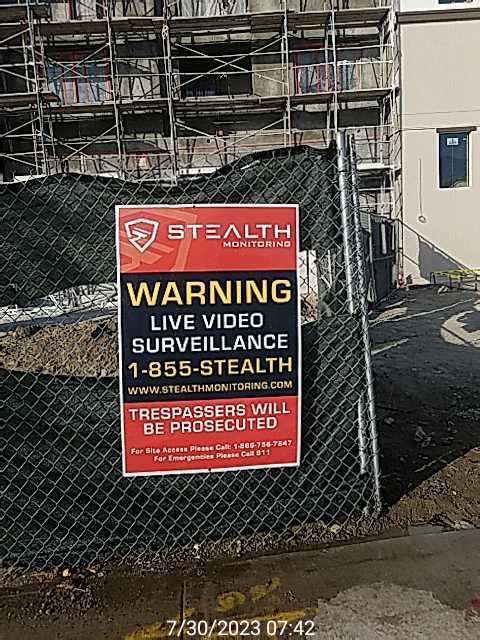 STEALTH
MONITORING
WARNING
LIVE VIDEO
SURVEILLANCE
1-855-STEALTH
WWW.STEALTHMONITORING.COM
TRESPASSERS WILL
BE PROSECUTED
For Site Access Please Call: 1-866-756-7847
For Emergencies Please Call 911
7/30/2023 07:42